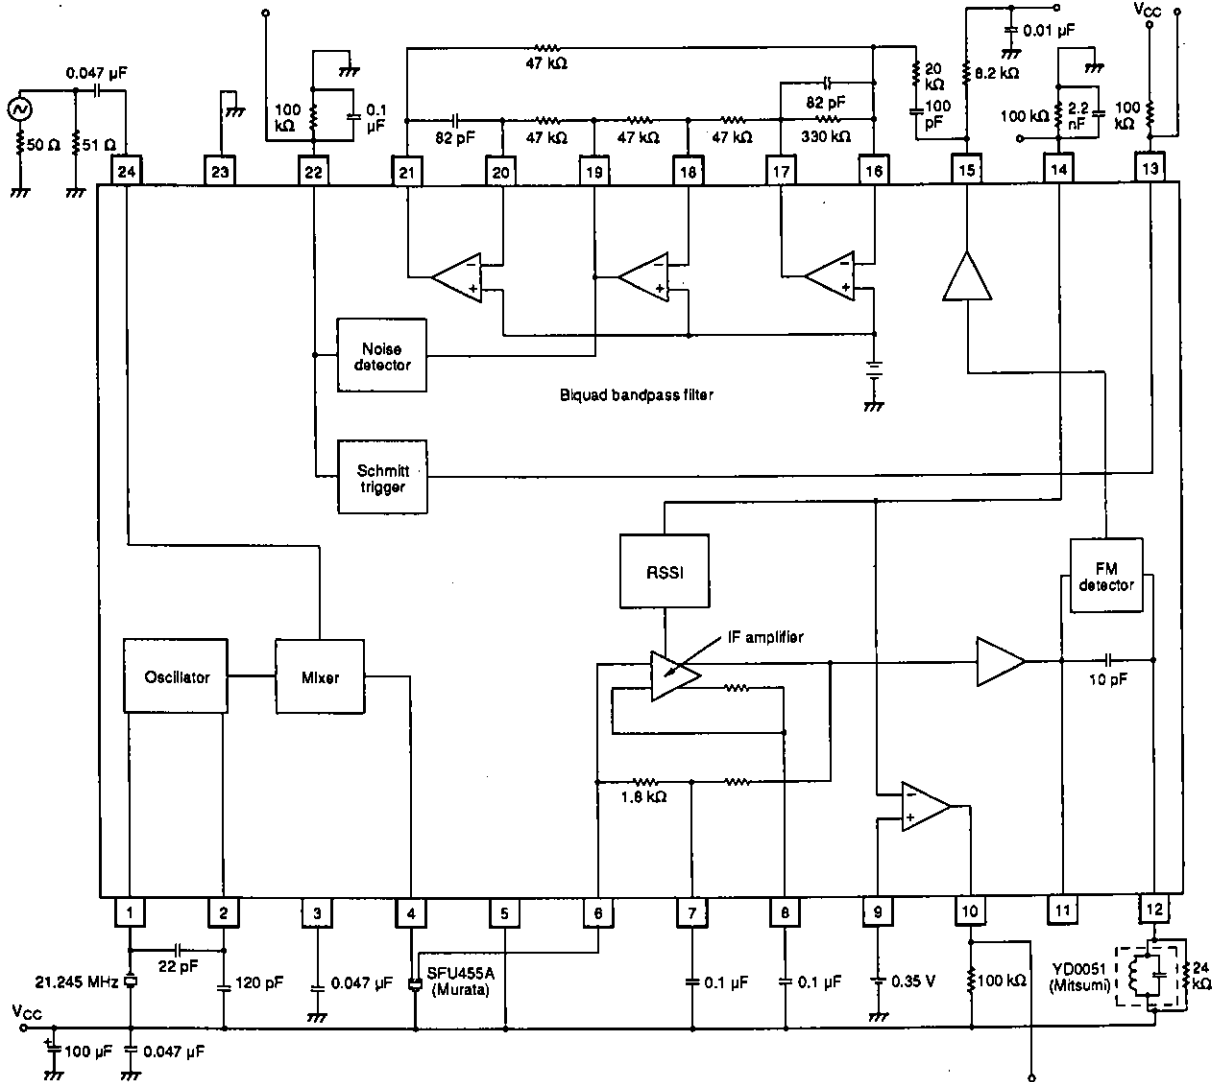 0.047 µF
50 Ω
51 Ω
100
kΩ
0.1
µF
47 kΩ
82 pF
47 kΩ
47 kΩ
47 kΩ
82 pF
330kΩ
20
kΩ
100
pF
8.2 kΩ
0.01 µF
100 kΩ
2.2
nF
VCC
100
kΩ
24
23
22
21
20
19
18
17
16
15
14
13
−
+
−
+
−
+
Noise
detector
Biquad bandpass filter
Schmitt
trigger
RSSI
FM
detector
IF amplifier
Oscillator
Mixer
10 pF
1.8 kΩ
−
+
1
2
3
4
5
6
7
8
9
10
11
12
22 pF
21.245 MHz
120 pF
0.047 µF
SFU455A
(Murata)
0.1 µF
0.1 µF
0.35 V
100 kΩ
YD0051
(Mitsumi)
24
kΩ
VCC
+
100 µF
0.047 µF